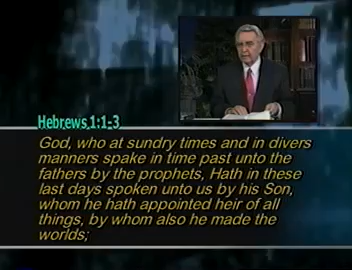 Hebrews 1:1-3
God, who at sundry times and in divers
manners spake in time past unto the
fathers by the prophets, Hath in these
last days spoken unto us by his Son,
whom he hath appointed heir of all
things, by whom also he made the
worlds;